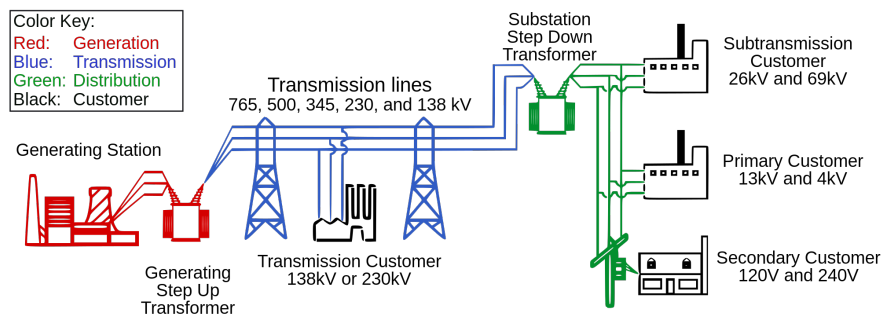 Color Key:
Red: Generation
Blue: Transmission
Green: Distribution
Black: Customer
Generating Station
Generating
Step Up
Transformer
Transmission lines
765, 500, 345, 230, and 138 kV
Transmission Customer
138kV or 230kV
Substation
Step Down
Transformer
Subtransmission
Customer
26kV and 69kV
Primary Customer
13kV and 4kV
Secondary Customer
120V and 240V